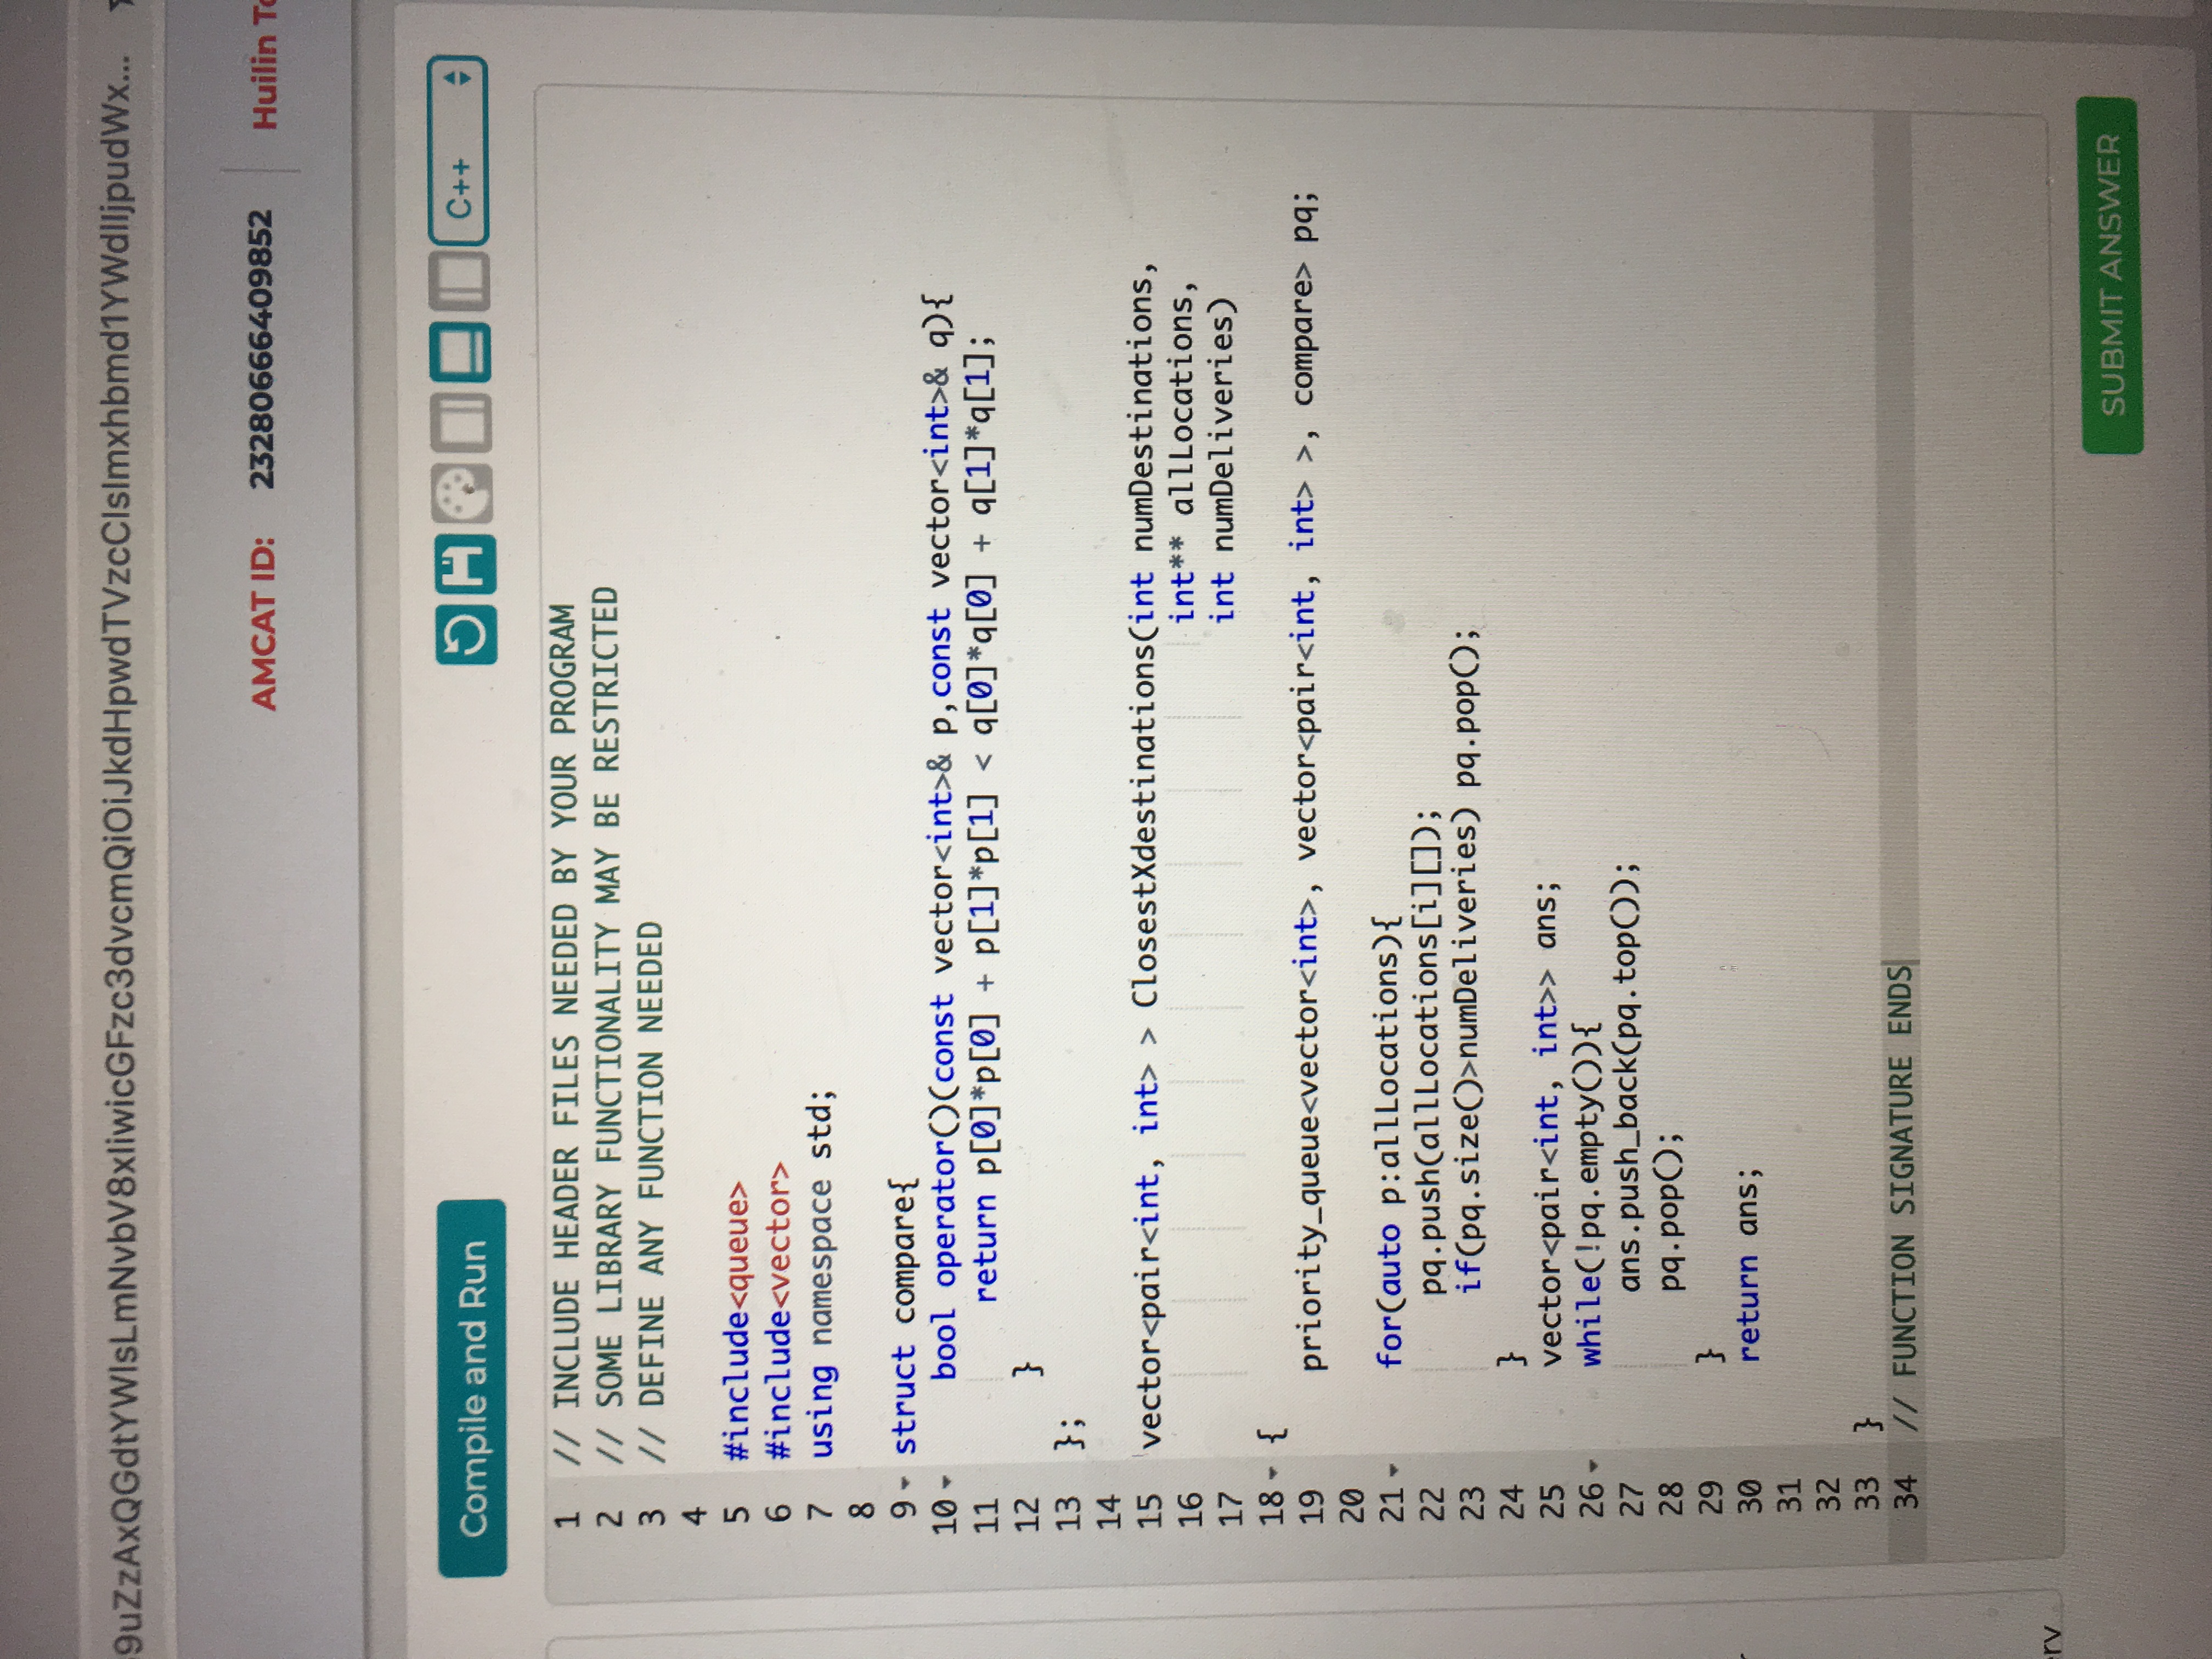 9uZzAxQGdtYWlsLmNvbV8xIiwicGFzc3dvcmQiOiJkdHpwdTVzcCIsImxhbmd1YWdlIjpudWx...
AMCAT ID: 23280666409852
Huilin
Compile and Run
C++
1 // INCLUDE HEADER FILES NEEDED BY YOUR PROGRAM
2 // SOME LIBRARY FUNCTIONALITY MAY BE RESTRICTED
3 // DEFINE ANY FUNCTION NEEDED
4
5 #include<queue>
6 #include<vector>
7 using namespace std;
8
9 struct compare{
10 bool operator()(const vector<int>& p,const vector<int>& q){
11 return p[0]*p[0] + p[1]*p[1] < q[0]*q[0] + q[1]*q[1];
12 }
13 };
14
15 vector<pair<int, int> > ClosestXdestinations(int numDestinations,
16 int** allLocations,
17 int numDeliveries)
18 {
19 priority_queue<vector<int>, vector<pair<int, int> >, compare> pq;
20
21 for(auto p:allLocations){
22 pq.push(allLocations[i][]);
23 if(pq.size()>numDeliveries) pq.pop();
24 }
25 vector<pair<int, int>> ans;
26 while(!pq.empty()){
27 ans.push_back(pq.top());
28 pq.pop();
29 }
30 return ans;
31
32
33 }
34 // FUNCTION SIGNATURE ENDS
SUBMIT ANSWER